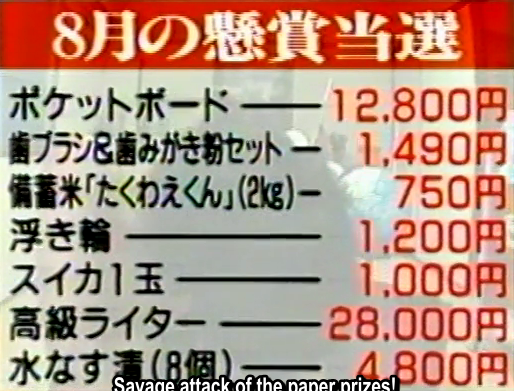 8月の懸賞当選
ポケットボード 12,800円
歯ブラシ&歯みがき粉セット 1,490円
備蓄米「たくわえくん」(2kg) 750円
浮き輪 1,200円
スイカ1玉 1,000円
高級ライター 28,000円
水なす漬(8個) 4,800円
Savage attack of the paper prizes!